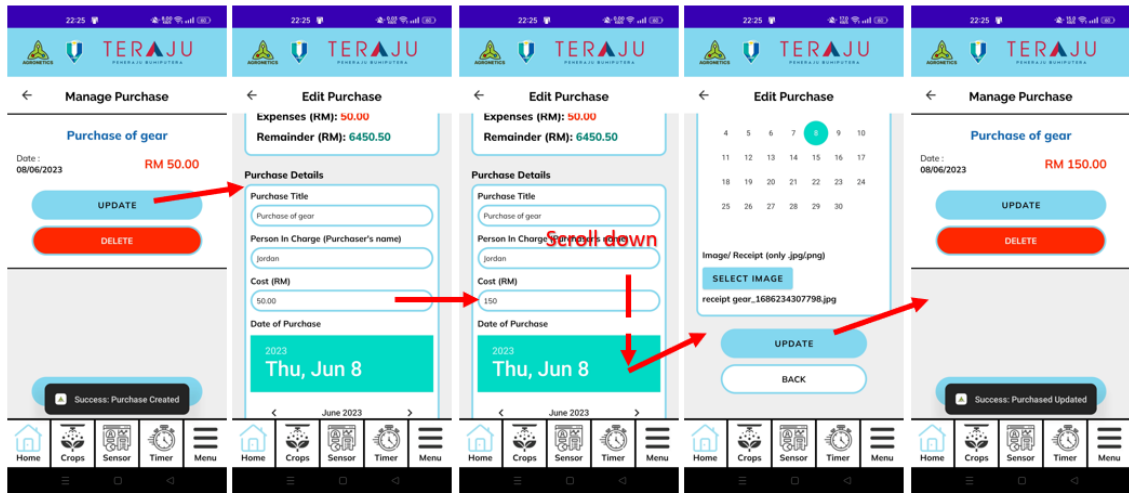 22:25
AGRONETICS
TERAJU
PENERAJU BUMIPUTERA
Manage Purchase
Purchase of gear
Date :
08/06/2023
RM 50.00
UPDATE
DELETE
Success: Purchase Created
Home Crops Sensor Timer Menu
22:25
AGRONETICS
TERAJU
PENERAJU BUMIPUTERA
Edit Purchase
Expenses (RM): 50.00
Remainder (RM): 6450.50
Purchase Details
Purchase Title
Purchase of gear
Person In Charge (Purchaser's name)
Jordan
Cost (RM)
50.00
Date of Purchase
2023
Thu, Jun 8
June 2023
Home Crops Sensor Timer Menu
22:25
AGRONETICS
TERAJU
PENERAJU BUMIPUTERA
Edit Purchase
Expenses (RM): 50.00
Remainder (RM): 6450.50
Purchase Details
Purchase Title
Purchase of gear
Person In Charge (Purchaser's name)
Scroll down
Jordan
Cost (RM)
150
Date of Purchase
2023
Thu, Jun 8
June 2023
Home Crops Sensor Timer Menu
22:25
AGRONETICS
TERAJU
PENERAJU BUMIPUTERA
Edit Purchase
4 5 6 7 8 9 10
11 12 13 14 15 16 17
18 19 20 21 22 23 24
25 26 27 28 29 30
Image/ Receipt (only .jpg/.png)
SELECT IMAGE
receipt gear_1686234307798.jpg
UPDATE
BACK
Home Crops Sensor Timer Menu
22:25
AGRONETICS
TERAJU
PENERAJU BUMIPUTERA
Manage Purchase
Purchase of gear
Date :
08/06/2023
RM 150.00
UPDATE
DELETE
Success: Purchased Updated
Home Crops Sensor Timer Menu